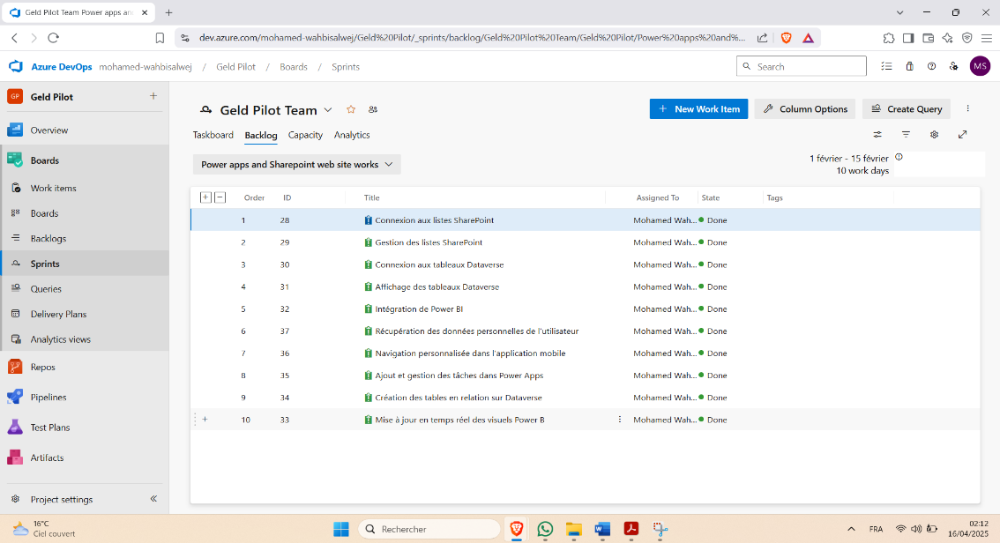 Geld Pilot Team Power apps an
dev.azure.com/mohamed-wahbisalwej/Geld%20Pilot/_sprints/backlog/Geld%20Pilot%20Team/Geld%20Pilot/Power%20apps%20and%...
Azure DevOps mohamed-wahbisalwej / Geld Pilot / Boards / Sprints Search MS
GP Geld Pilot
Overview
Boards
Work items
Boards
Backlogs
Sprints
Queries
Delivery Plans
Analytics views
Repos
Pipelines
Test Plans
Artifacts
Project settings
Geld Pilot Team
New Work Item Column Options Create Query
Taskboard Backlog Capacity Analytics
Power apps and Sharepoint web site works
1 février - 15 février
10 work days
Order ID Title Assigned To State Tags
1 28 Connexion aux listes SharePoint Mohamed Wah... Done
2 29 Gestion des listes SharePoint Mohamed Wah... Done
3 30 Connexion aux tableaux Dataverse Mohamed Wah... Done
4 31 Affichage des tableaux Dataverse Mohamed Wah... Done
5 32 Intégration de Power BI Mohamed Wah... Done
6 37 Récupération des données personnelles de l'utilisateur Mohamed Wah... Done
7 36 Navigation personnalisée dans l'application mobile Mohamed Wah... Done
8 35 Ajout et gestion des tâches dans Power Apps Mohamed Wah... Done
9 34 Création des tables en relation sur Dataverse Mohamed Wah... Done
10 33 Mise à jour en temps réel des visuels Power B Mohamed Wah... Done
16°C
Ciel couvert
Rechercher
FRA
02:12
16/04/2025